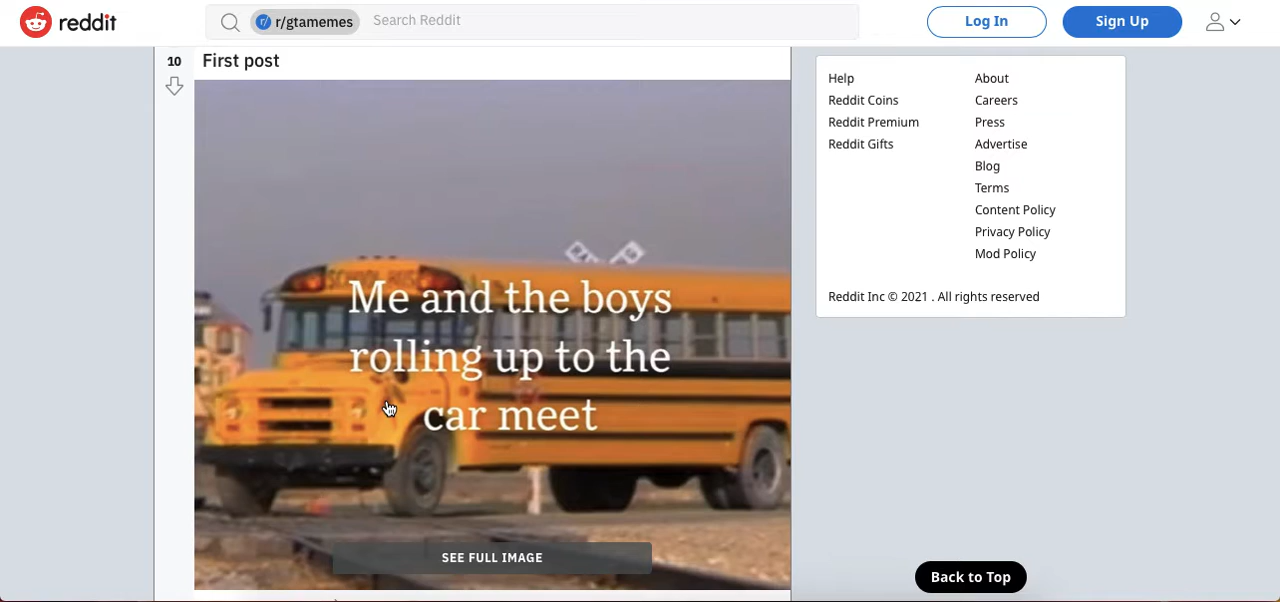 reddit
r/ r/gtamemes Search Reddit
Log In
Sign Up
10
First post
SCHOOL BUS
Me and the boys
rolling up to the
car meet
SEE FULL IMAGE
Help
Reddit Coins
Reddit Premium
Reddit Gifts
About
Careers
Press
Advertise
Blog
Terms
Content Policy
Privacy Policy
Mod Policy
Reddit Inc © 2021 . All rights reserved
Back to Top